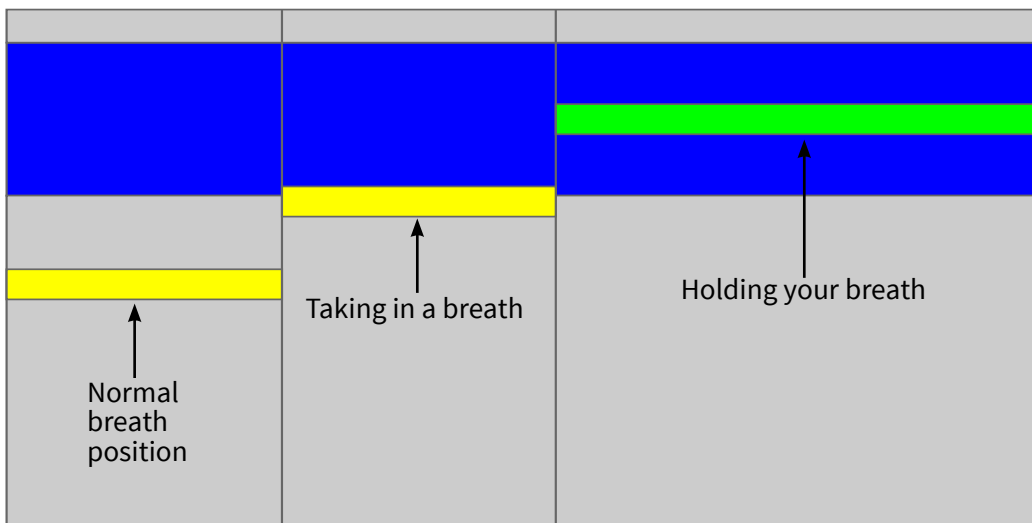 Normal
breath
position
Taking in a breath
Holding your breath